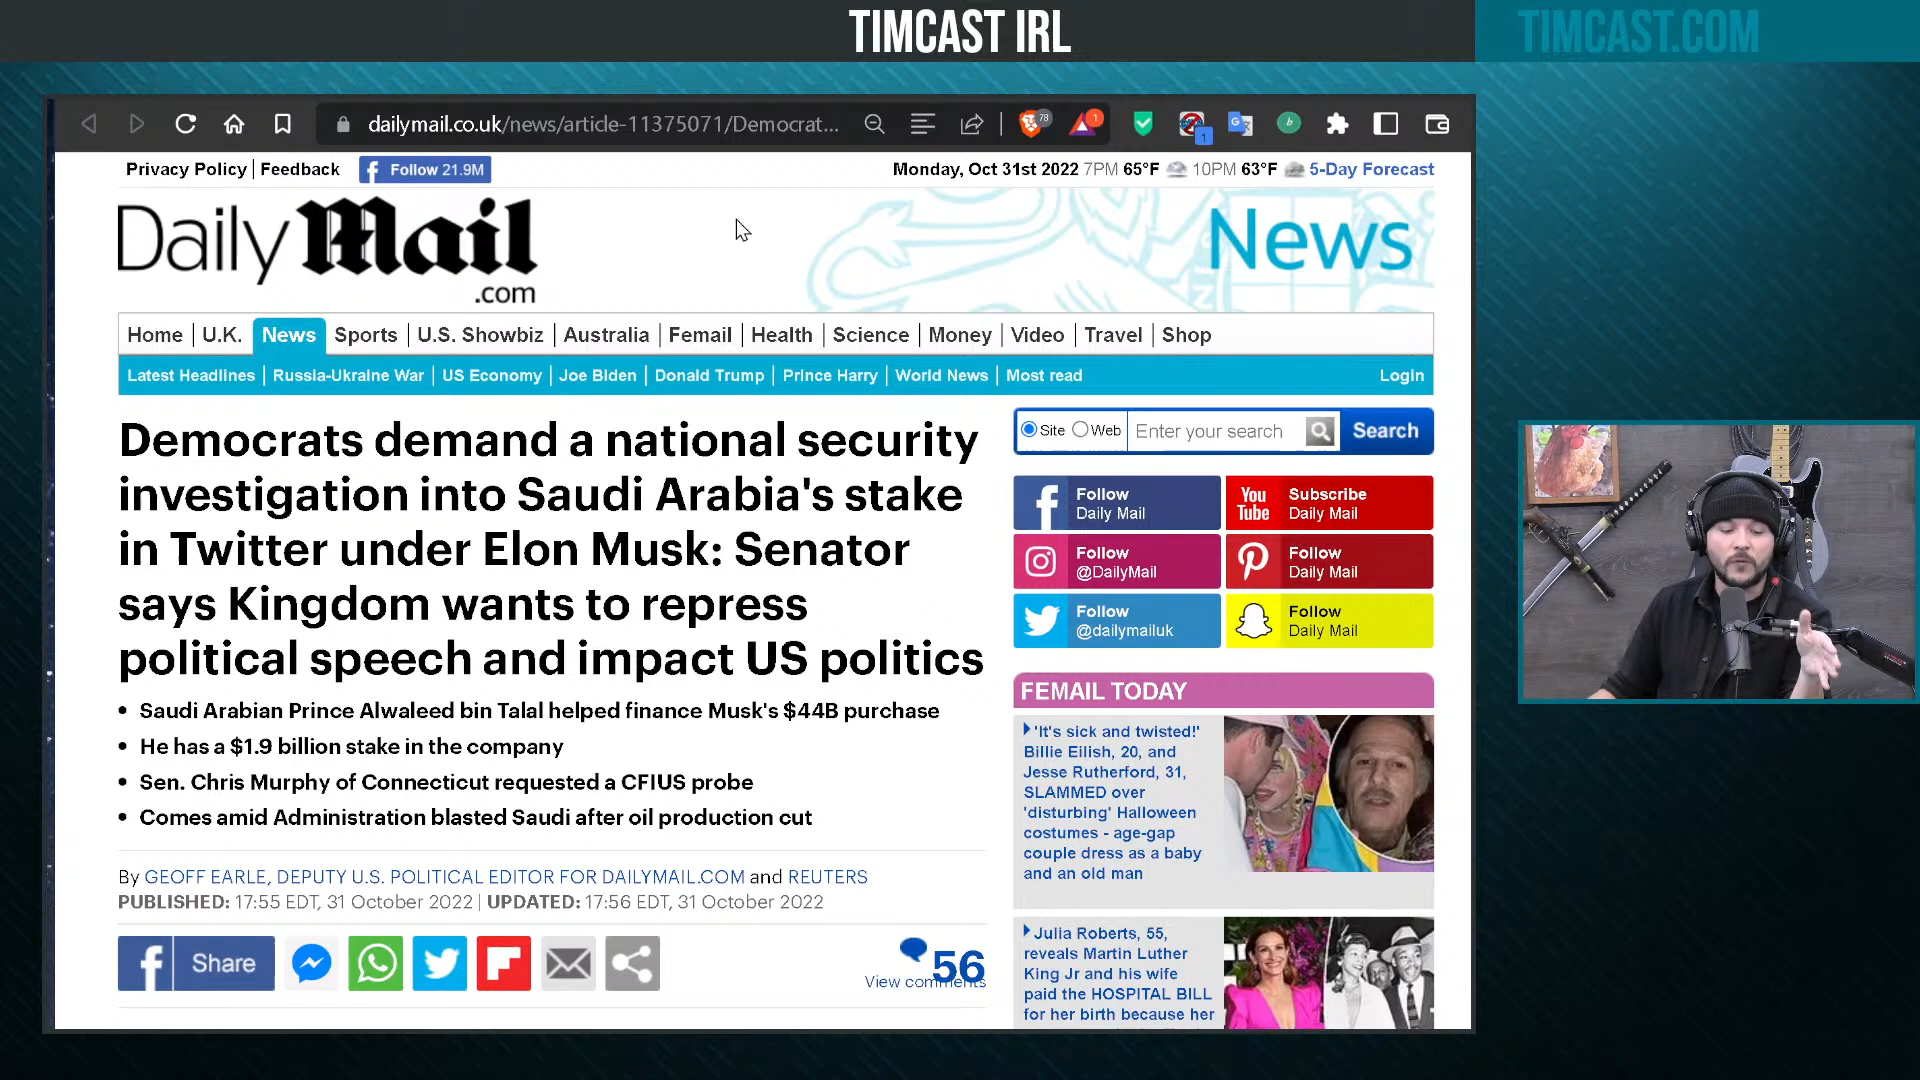 TIMCAST IRL
TIMCAST.COM
dailymail.co.uk/news/article-11375071/Democrat...
78
1
1
Privacy Policy | Feedback
Follow 21.9M
Monday, Oct 31st 2022 7PM 65°F 10PM 63°F 5-Day Forecast
Daily Mail
.com
News
Home | U.K. News Sports | U.S. Showbiz | Australia | Femail | Health | Science | Money | Video | Travel | Shop
Latest Headlines | Russia-Ukraine War | US Economy | Joe Biden | Donald Trump | Prince Harry | World News | Most read
Login
Democrats demand a national security
investigation into Saudi Arabia's stake
in Twitter under Elon Musk: Senator
says Kingdom wants to repress
political speech and impact US politics
• Saudi Arabian Prince Alwaleed bin Talal helped finance Musk's $44B purchase
• He has a $1.9 billion stake in the company
• Sen. Chris Murphy of Connecticut requested a CFIUS probe
• Comes amid Administration blasted Saudi after oil production cut
By GEOFF EARLE, DEPUTY U.S. POLITICAL EDITOR FOR DAILYMAIL.COM and REUTERS
PUBLISHED: 17:55 EDT, 31 October 2022 | UPDATED: 17:56 EDT, 31 October 2022
Share
56
View comments
Site Web Enter your search Search
Follow
Daily Mail
You
Tube
Subscribe
Daily Mail
Follow
@DailyMail
Follow
Daily Mail
Follow
@dailymailuk
Follow
Daily Mail
FEMAIL TODAY
'It's sick and twisted!'
Billie Eilish, 20, and
Jesse Rutherford, 31,
SLAMMED over
'disturbing' Halloween
costumes - age-gap
couple dress as a baby
and an old man
Julia Roberts, 55,
reveals Martin Luther
King Jr and his wife
paid the HOSPITAL BILL
for her birth because her